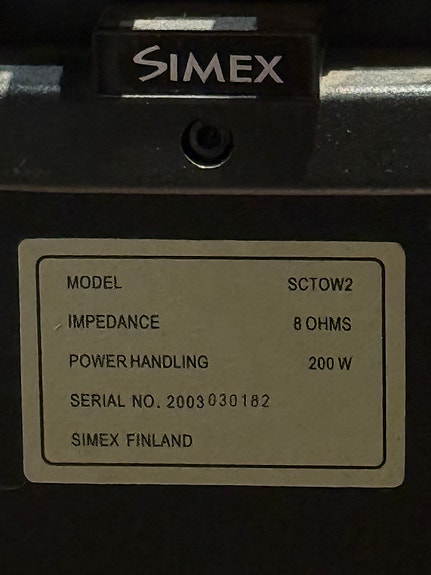 SIMEX
MODEL SCTOW2
IMPEDANCE 8 OHMS
POWER HANDLING 200 W
SERIAL NO. 2003030182
SIMEX FINLAND